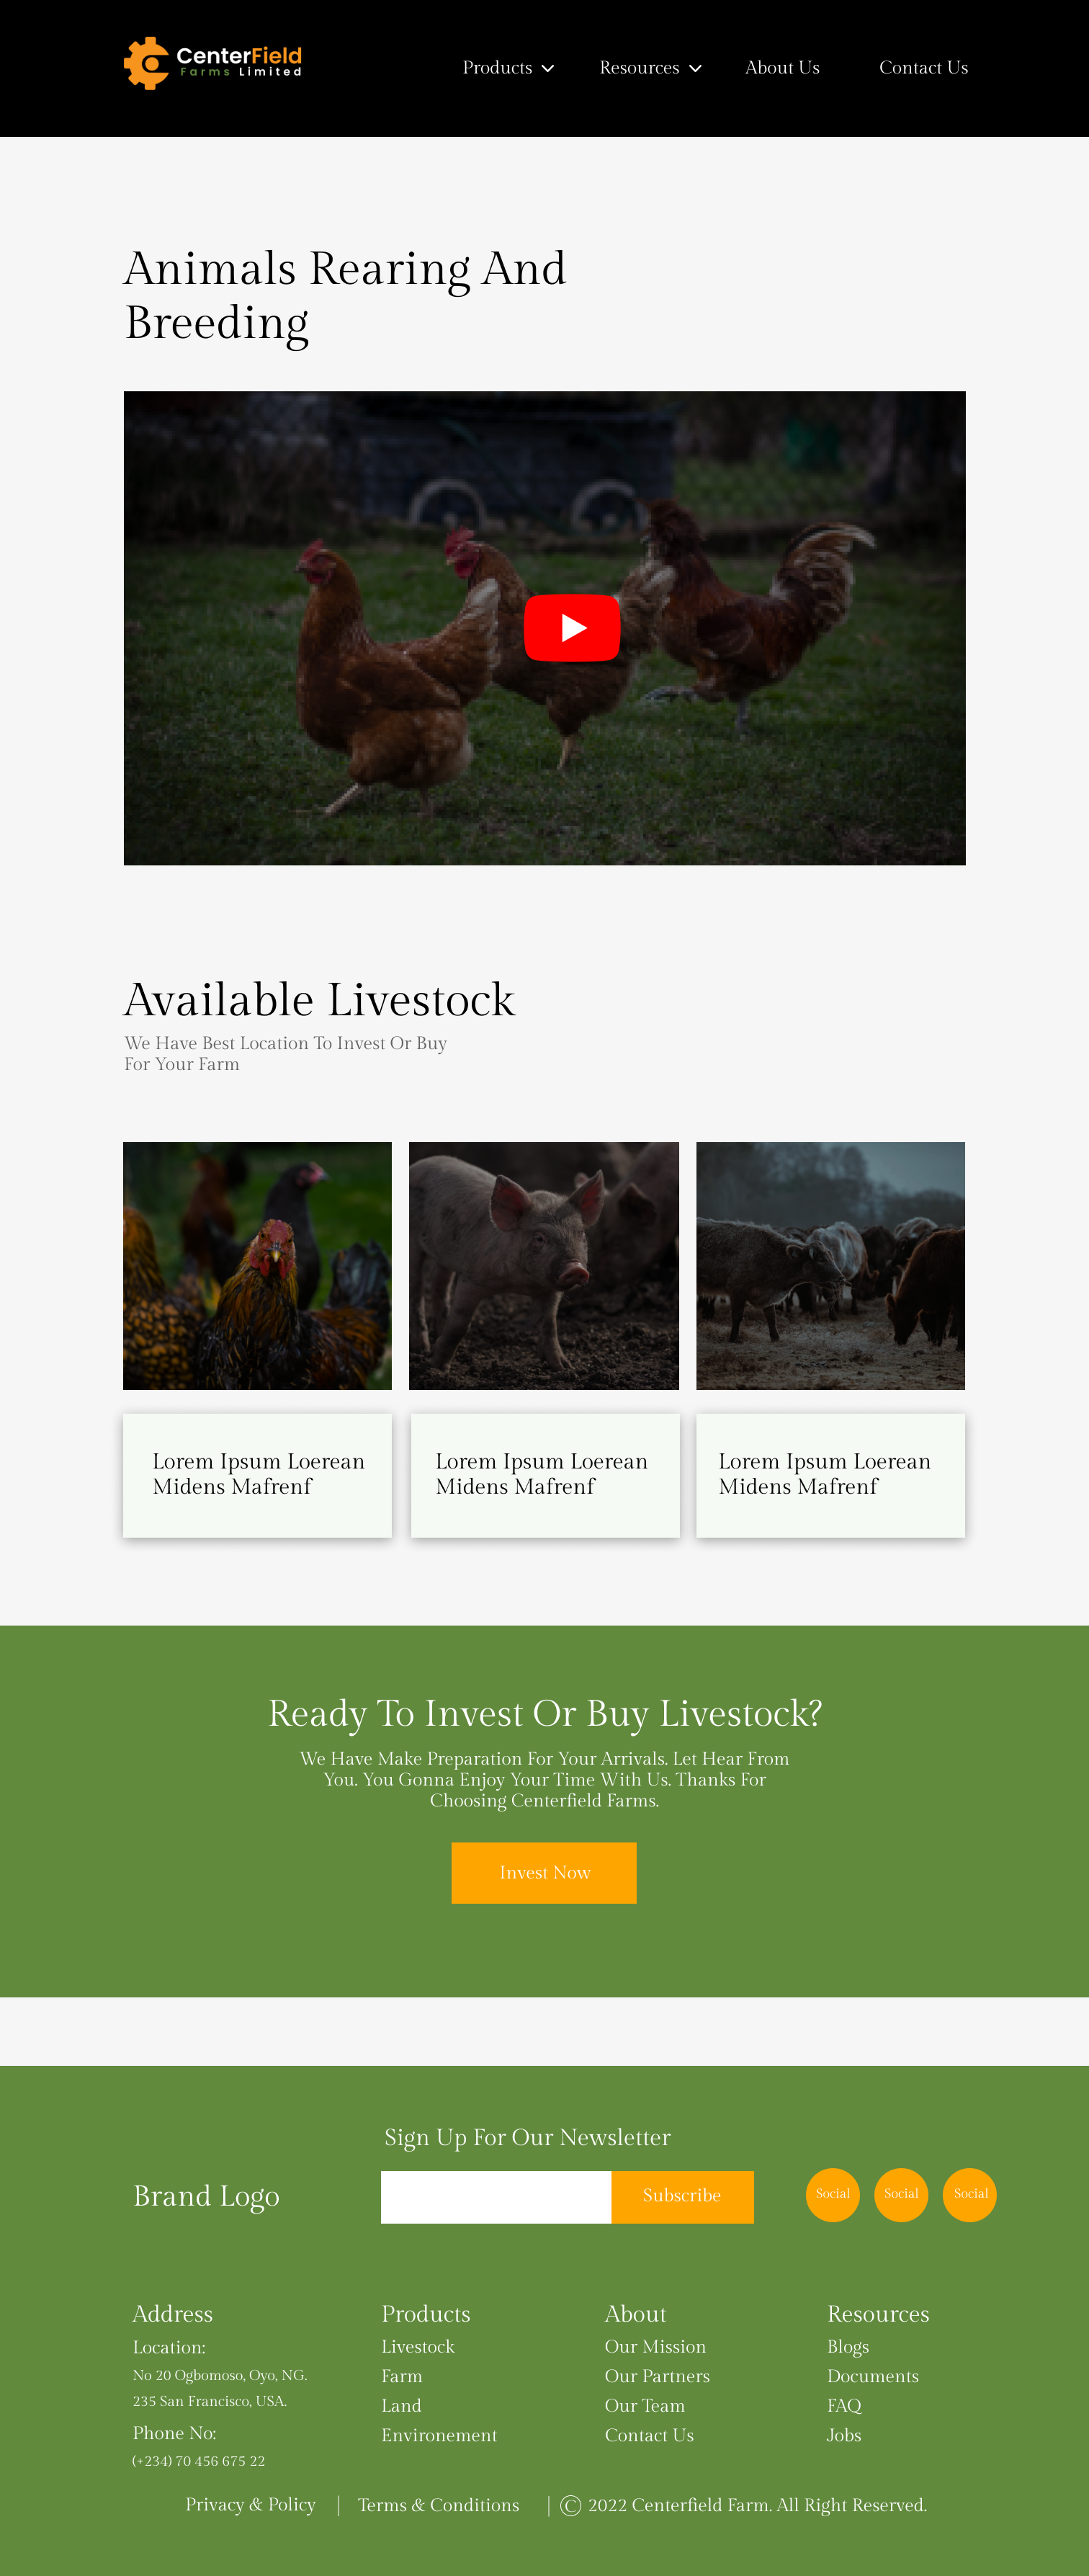 CenterField
Farms Limited
Products
Resources
About Us
Contact Us
Animals Rearing And
Breeding
Available Livestock
We Have Best Location To Invest Or Buy
For Your Farm
Lorem Ipsum Loerean
Midens Mafrenf
Lorem Ipsum Loerean
Midens Mafrenf
Lorem Ipsum Loerean
Midens Mafrenf
Ready To Invest Or Buy Livestock?
We Have Make Preparation For Your Arrivals. Let Hear From
You. You Gonna Enjoy Your Time With Us. Thanks For
Choosing Centerfield Farms.
Invest Now
Sign Up For Our Newsletter
Brand Logo
Subscribe
Social
Social
Social
Address
Location:
No 20 Ogbomoso, Oyo, NG.
235 San Francisco, USA.
Phone No:
(+234) 70 456 675 22
Products
Livestock
Farm
Land
Environement
About
Our Mission
Our Partners
Our Team
Contact Us
Resources
Blogs
Documents
FAQ
Jobs
Privacy & Policy | Terms & Conditions | © 2022 Centerfield Farm. All Right Reserved.